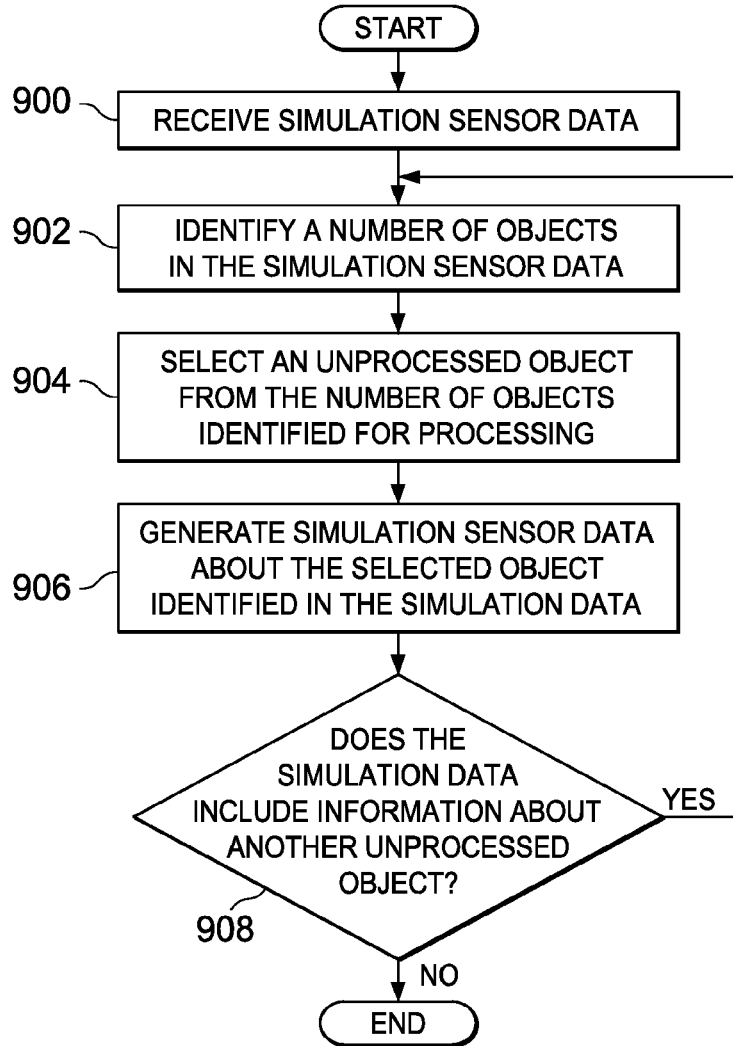 START
900
RECEIVE SIMULATION SENSOR DATA
902
IDENTIFY A NUMBER OF OBJECTS
IN THE SIMULATION SENSOR DATA
904
SELECT AN UNPROCESSED OBJECT
FROM THE NUMBER OF OBJECTS
IDENTIFIED FOR PROCESSING
906
GENERATE SIMULATION SENSOR DATA
ABOUT THE SELECTED OBJECT
IDENTIFIED IN THE SIMULATION DATA
DOES THE
SIMULATION DATA
INCLUDE INFORMATION ABOUT
ANOTHER UNPROCESSED
OBJECT?
YES
908
NO
END